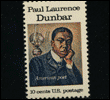 Paul Laurence
Dunbar
American poet
10 cents U.S. postage